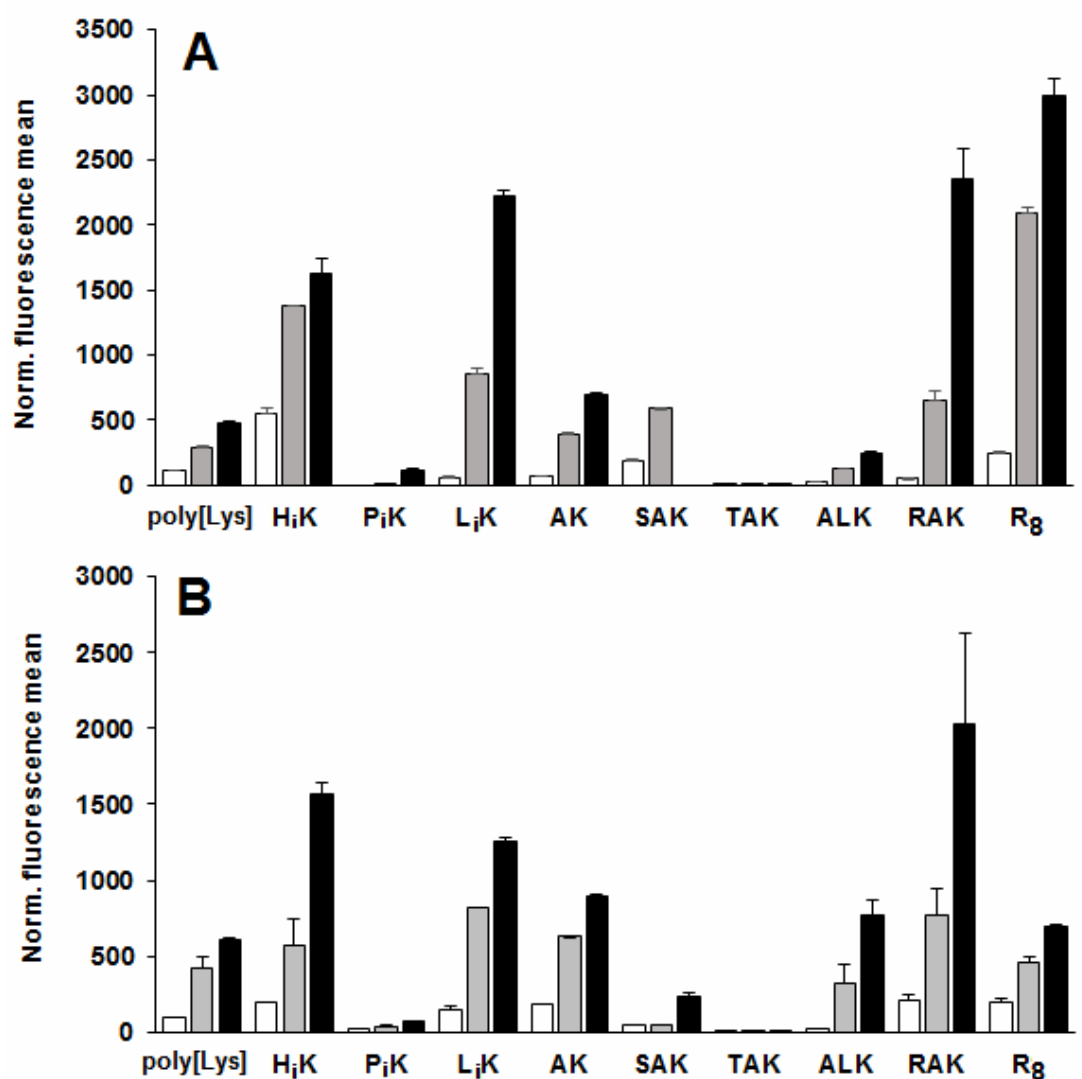 A
Norm. fluorescence mean
3500
3000
2500
2000
1500
1000
500
0
poly[Lys] HiK PiK LiK AK SAK TAK ALK RAK R8
B
Norm. fluorescence mean
3000
2500
2000
1500
1000
500
0
poly[Lys] HiK PiK LiK AK SAK TAK ALK RAK R8